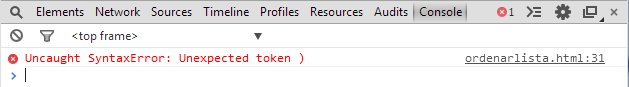 Elements Network Sources Timeline Profiles Resources Audits Console 1
<top frame>
Uncaught SyntaxError: Unexpected token ) ordenarlista.html:31